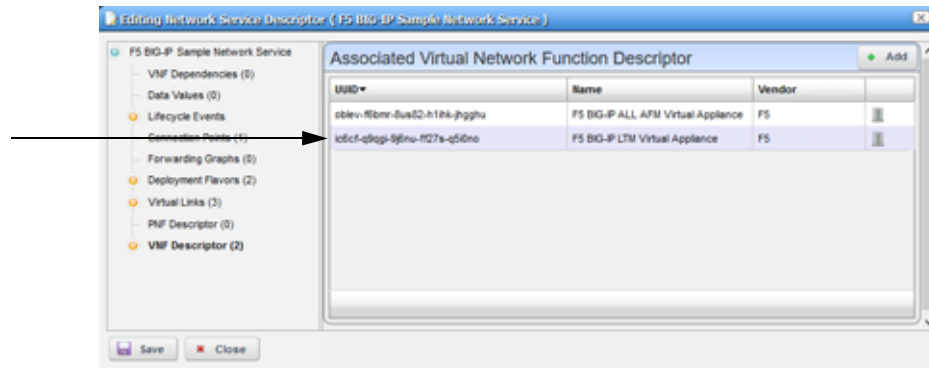 Editing Network Service Descriptor ( F5 BIG-IP Sample Network Service )
F5 BIG-IP Sample Network Service
VNF Dependencies (0)
Data Values (0)
Lifecycle Events
Connection Points (1)
Forwarding Graphs (0)
Deployment Flavors (2)
Virtual Links (3)
PNF Descriptor (0)
VNF Descriptor (2)
Associated Virtual Network Function Descriptor
Add
UUID Name Vendor
F5 BIG-IP ALL AFM Virtual Appliance F5
F5 BIG-IP LTM Virtual Appliance F5
Save Close